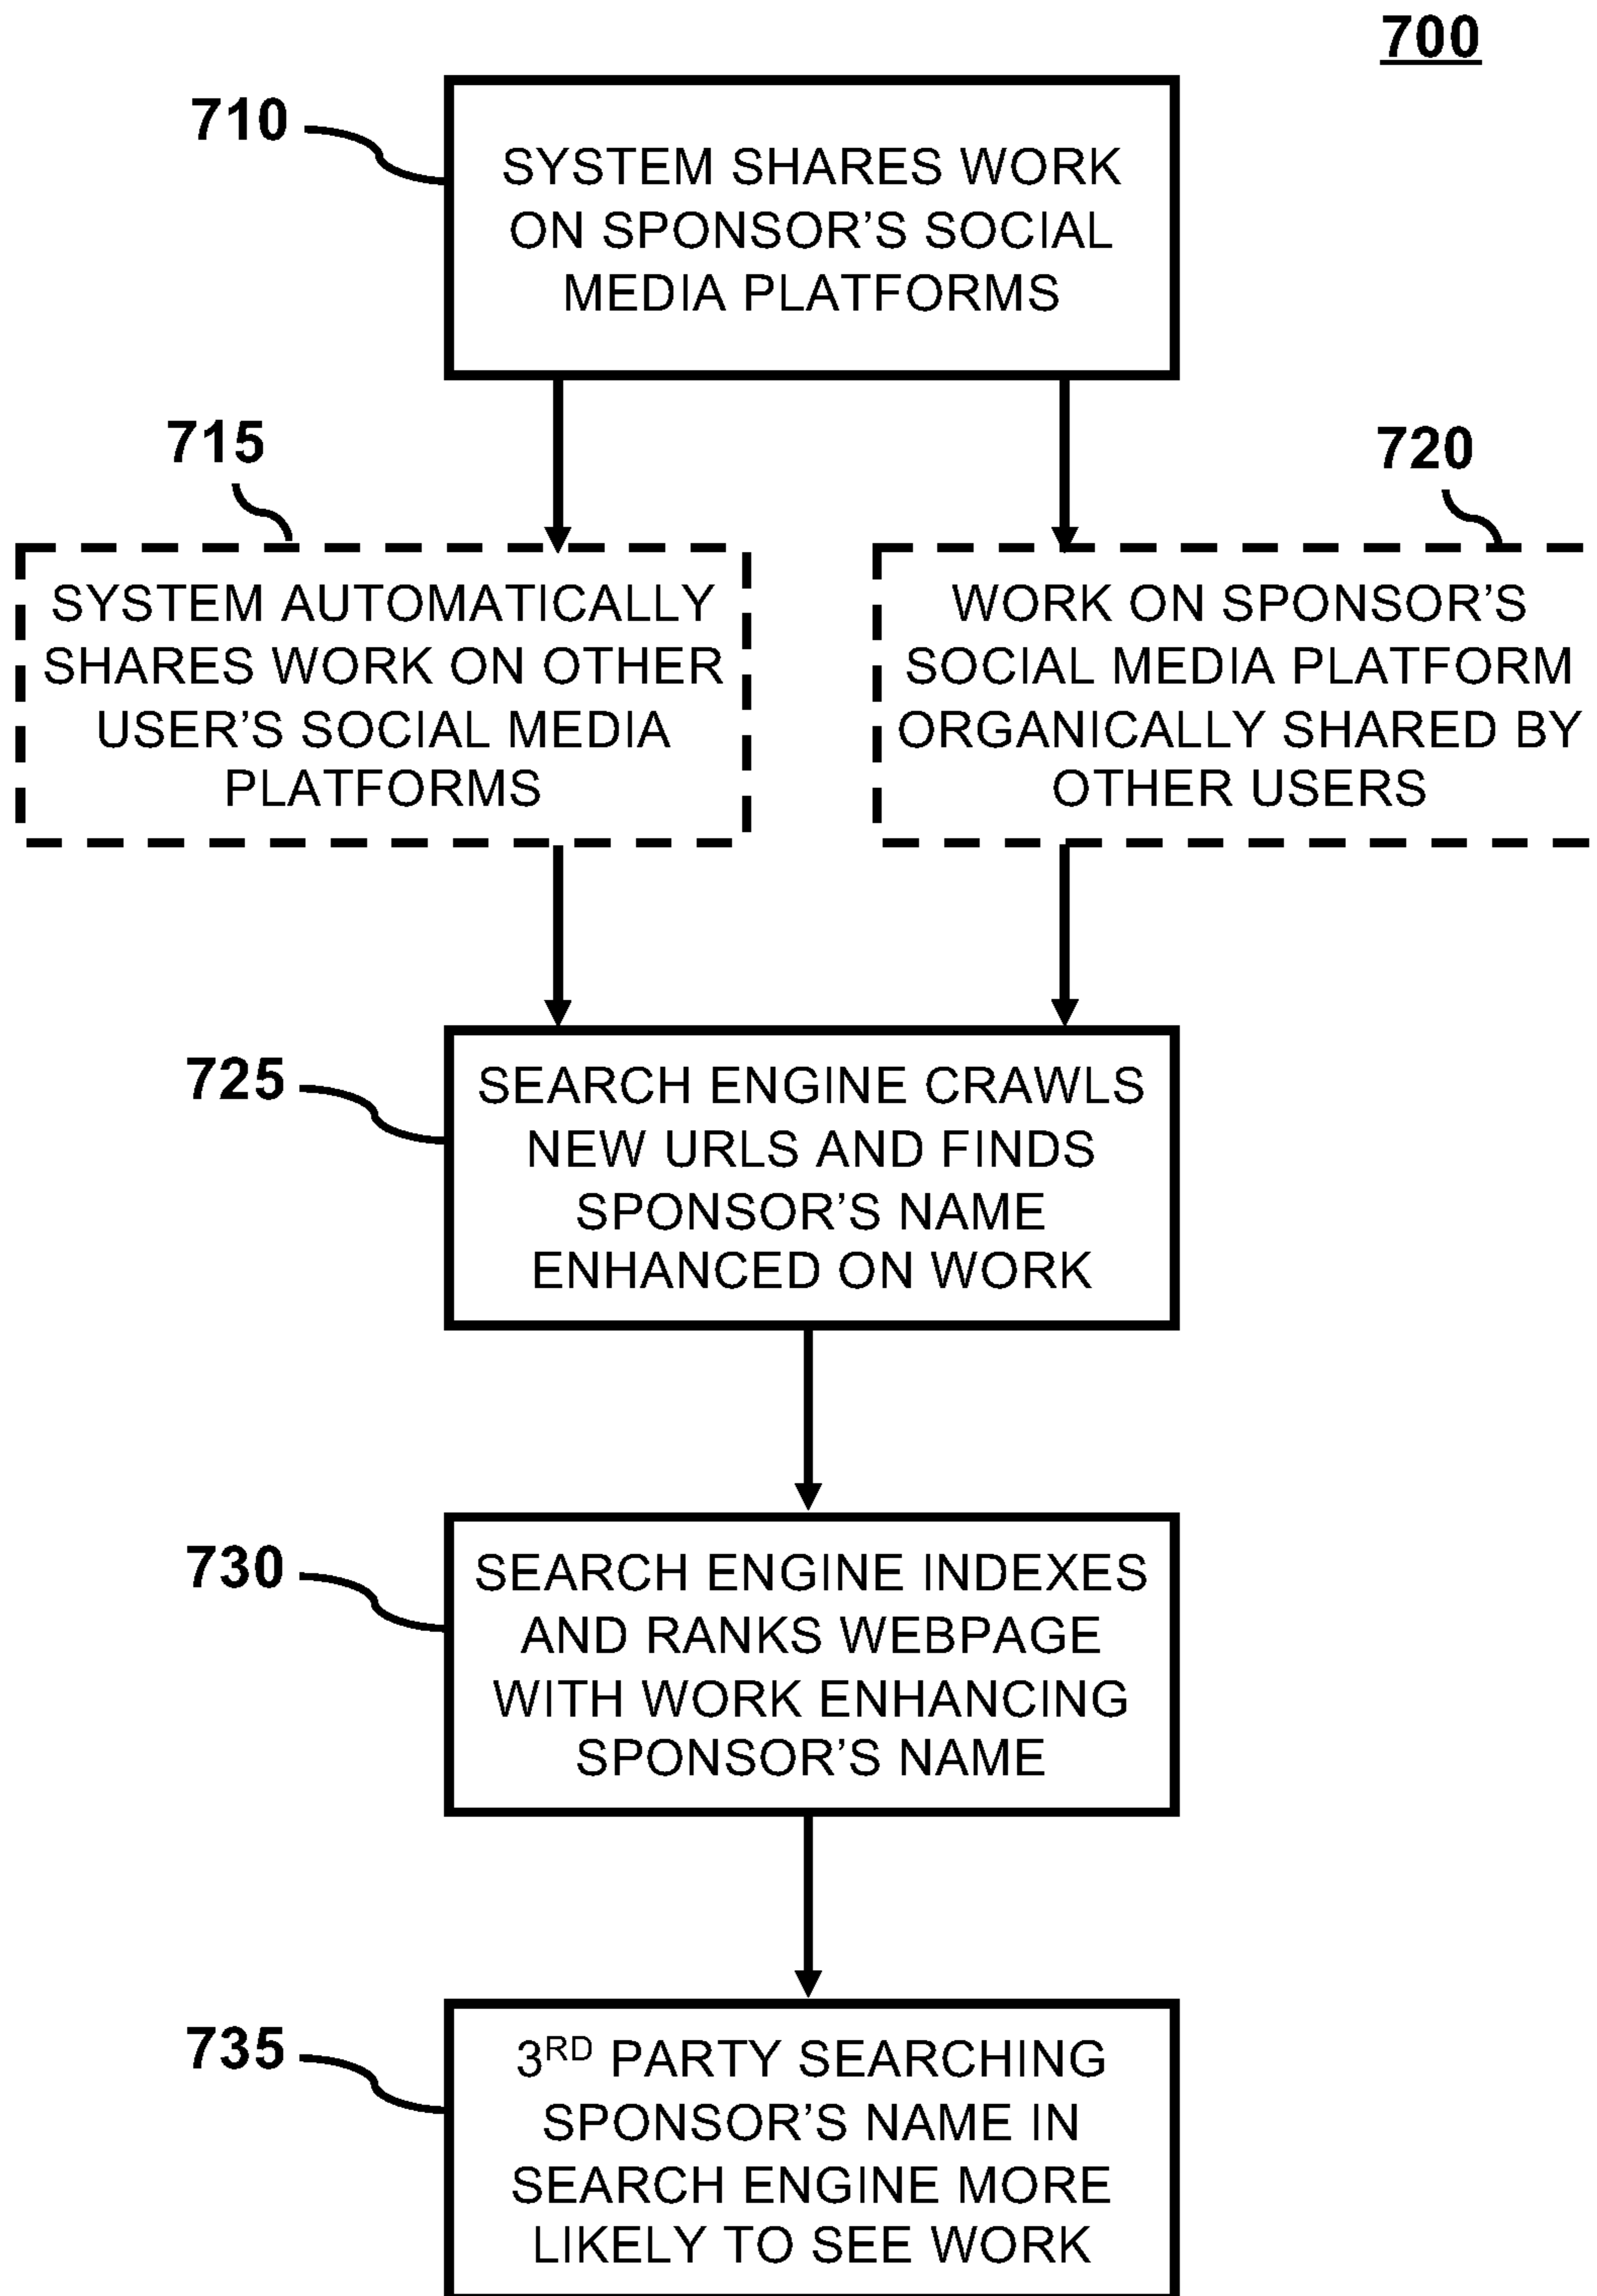 700
710
SYSTEM SHARES WORK
ON SPONSOR’S SOCIAL
MEDIA PLATFORMS
715
SYSTEM AUTOMATICALLY
SHARES WORK ON OTHER
USER’S SOCIAL MEDIA
PLATFORMS
720
WORK ON SPONSOR’S
SOCIAL MEDIA PLATFORM
ORGANICALLY SHARED BY
OTHER USERS
725
SEARCH ENGINE CRAWLS
NEW URLS AND FINDS
SPONSOR’S NAME
ENHANCED ON WORK
730
SEARCH ENGINE INDEXES
AND RANKS WEBPAGE
WITH WORK ENHANCING
SPONSOR’S NAME
735
3RD PARTY SEARCHING
SPONSOR’S NAME IN
SEARCH ENGINE MORE
LIKELY TO SEE WORK